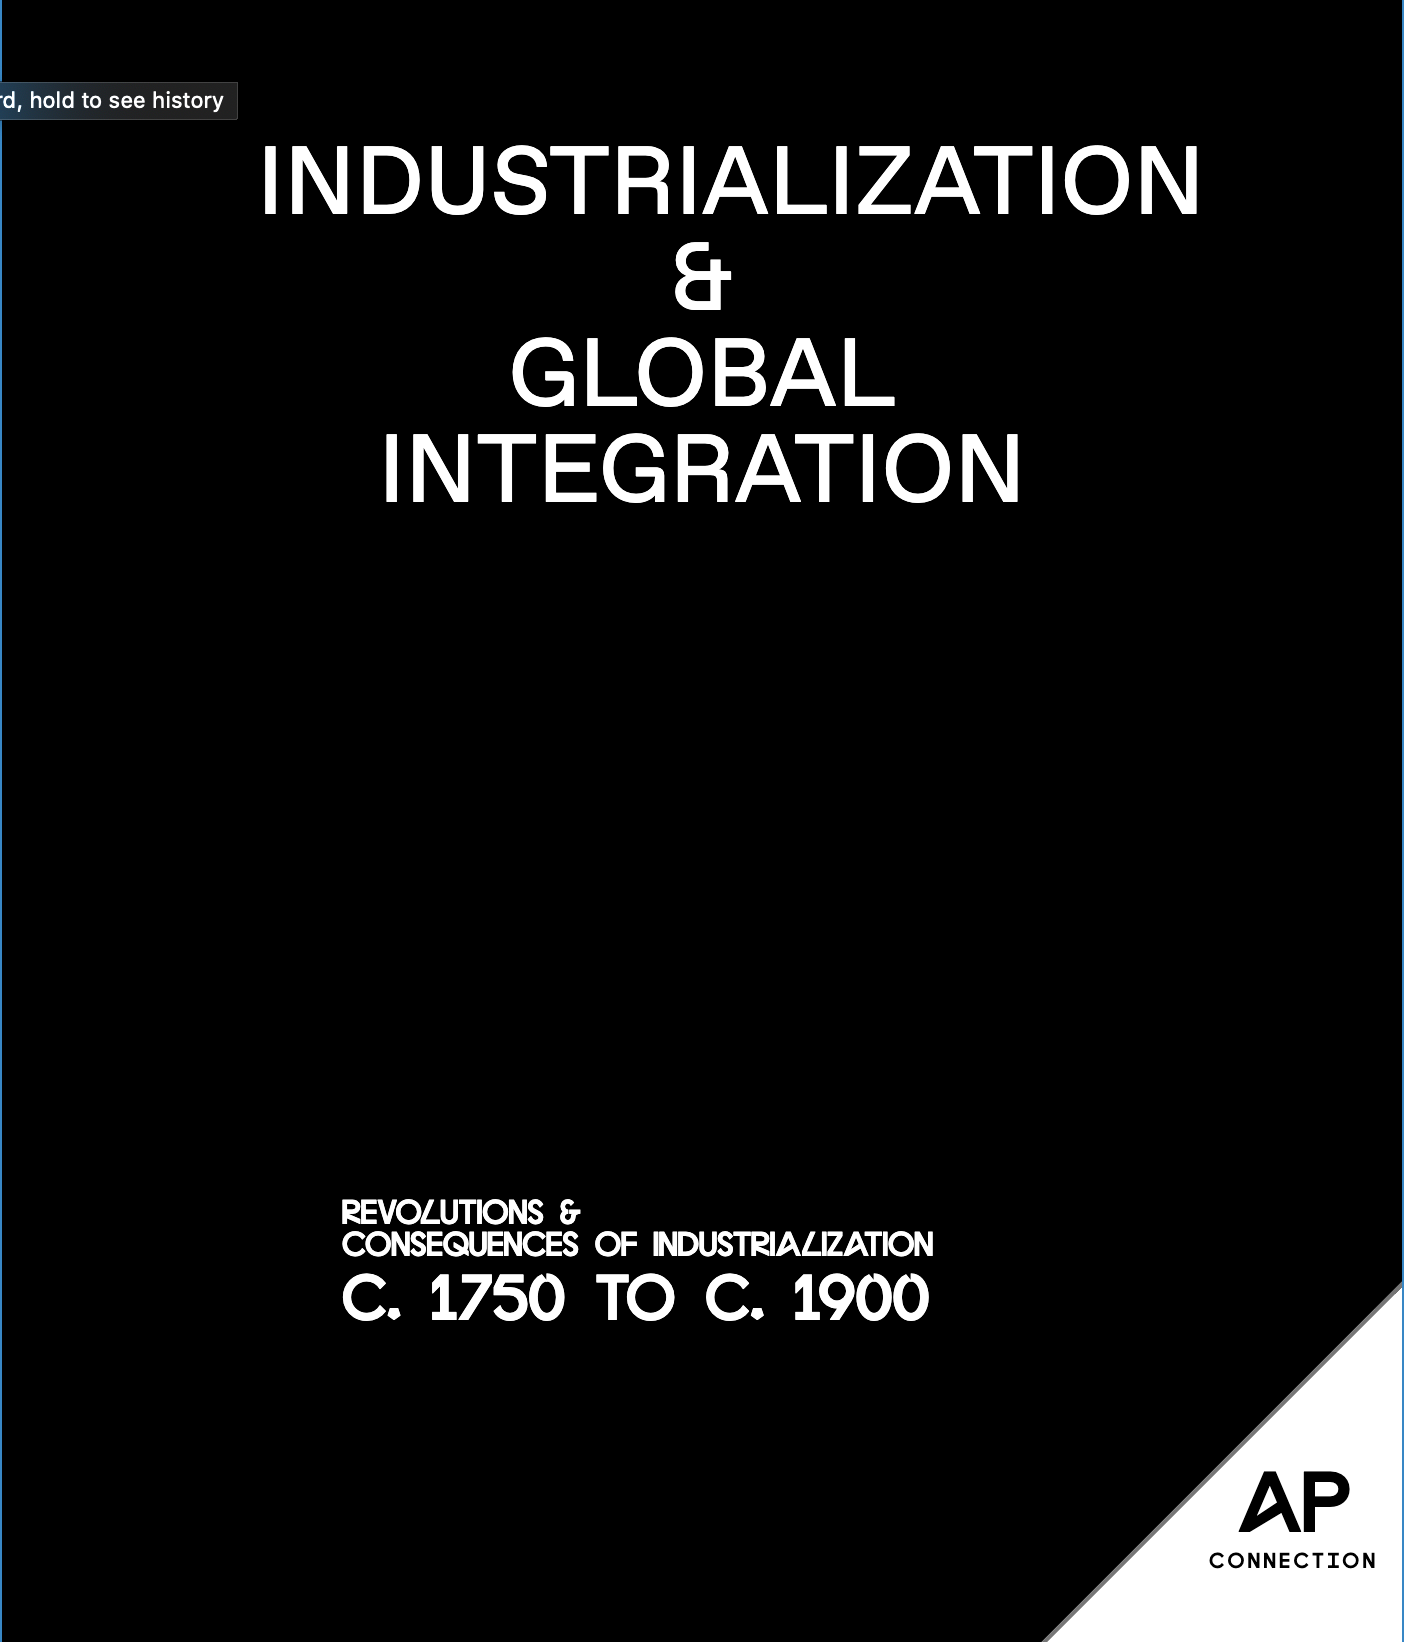 rd, hold to see history
INDUSTRIALIZATION
&
GLOBAL
INTEGRATION
REVOLUTIONS &
CONSEQUENCES OF INDUSTRIALIZATION
C. 1750 TO C. 1900
AP
CONNECTION